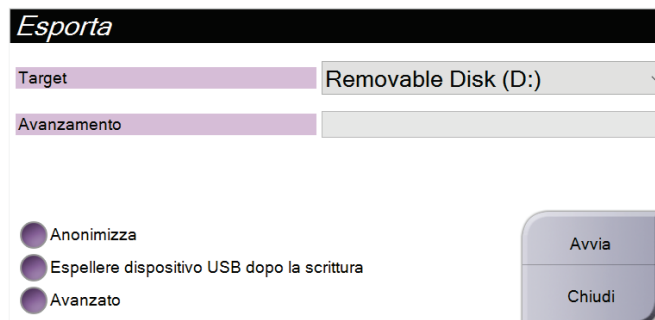 Esporta
Target Removable Disk (D:)
Avanzamento
Anonimizza
Espellere dispositivo USB dopo la scrittura
Avanzato
Avvia
Chiudi